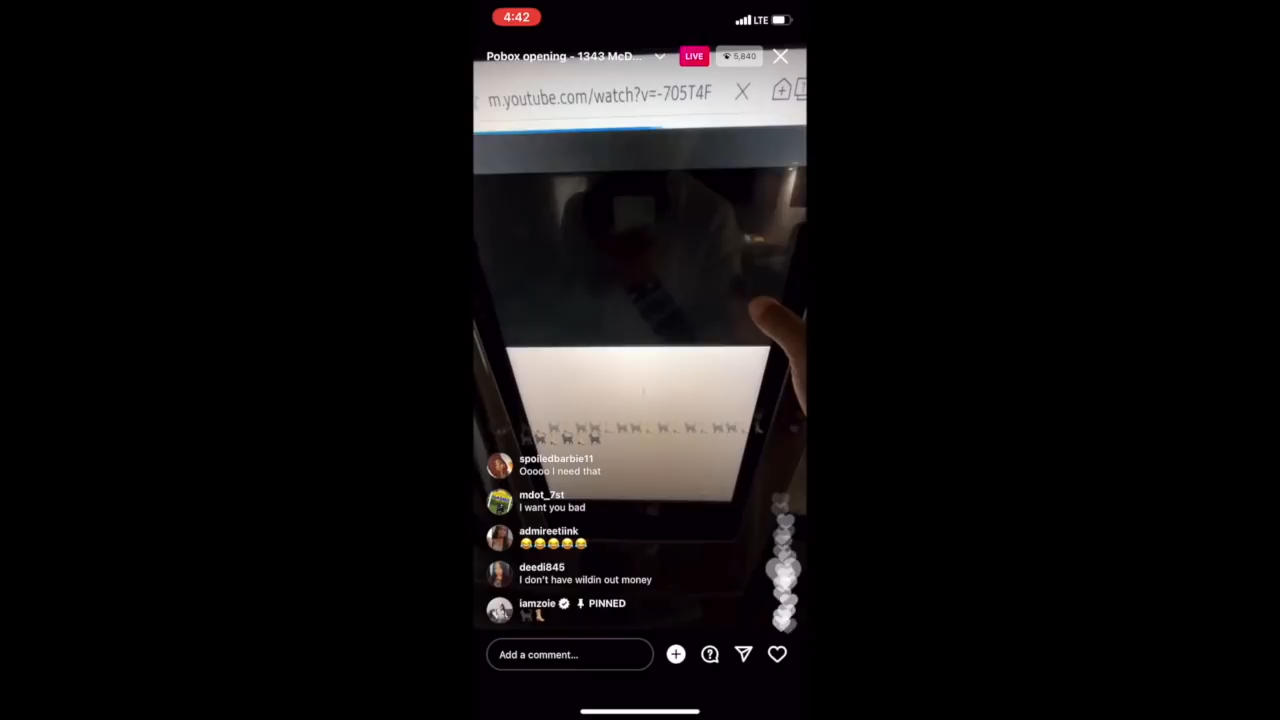 4:42
LTE
Pobox opening - 1343 McD...
LIVE
5,840
m.youtube.com/watch?v=-705T4F
spoiledbarbie11
Ooooo I need that
mdot_7st
I want you bad
admireetiink
😂😂😂😂😂
deedi845
I don't have wildin out money
iamzoie PINNED
🐈‍⬛🦶🏼
Add a comment...